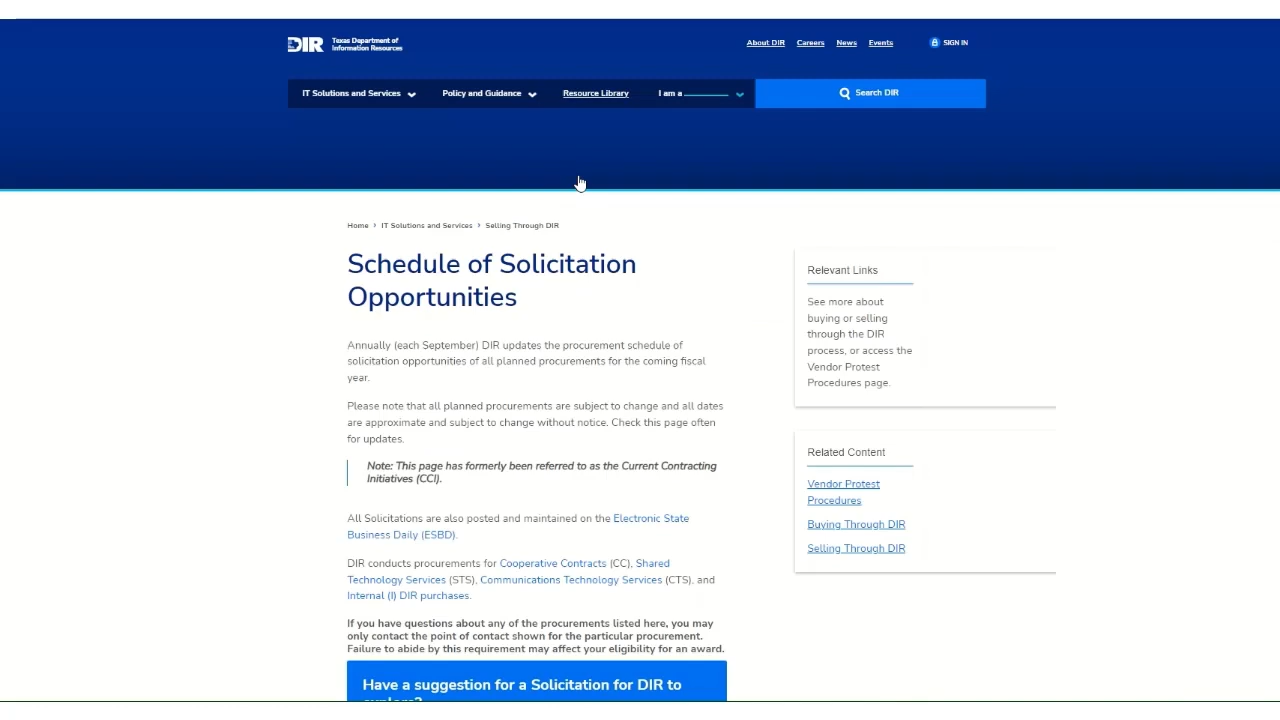 DIR Texas Department of
Information Resources
About DIR Careers News Events SIGN IN
IT Solutions and Services Policy and Guidance Resource Library I am a Search DIR
Home › IT Solutions and Services › Selling Through DIR
Schedule of Solicitation
Opportunities
Annually (each September) DIR updates the procurement schedule of
solicitation opportunities of all planned procurements for the coming fiscal
year.
Please note that all planned procurements are subject to change and all dates
are approximate and subject to change without notice. Check this page often
for updates.
Note: This page has formerly been referred to as the Current Contracting
Initiatives (CCI).
All Solicitations are also posted and maintained on the Electronic State
Business Daily (ESBD).
DIR conducts procurements for Cooperative Contracts (CC), Shared
Technology Services (STS), Communications Technology Services (CTS), and
Internal (I) DIR purchases.
If you have questions about any of the procurements listed here, you may
only contact the point of contact shown for the particular procurement.
Failure to abide by this requirement may affect your eligibility for an award.
Have a suggestion for a Solicitation for DIR to
explore?
Relevant Links
See more about
buying or selling
through the DIR
process, or access the
Vendor Protest
Procedures page.
Related Content
Vendor Protest
Procedures
Buying Through DIR
Selling Through DIR